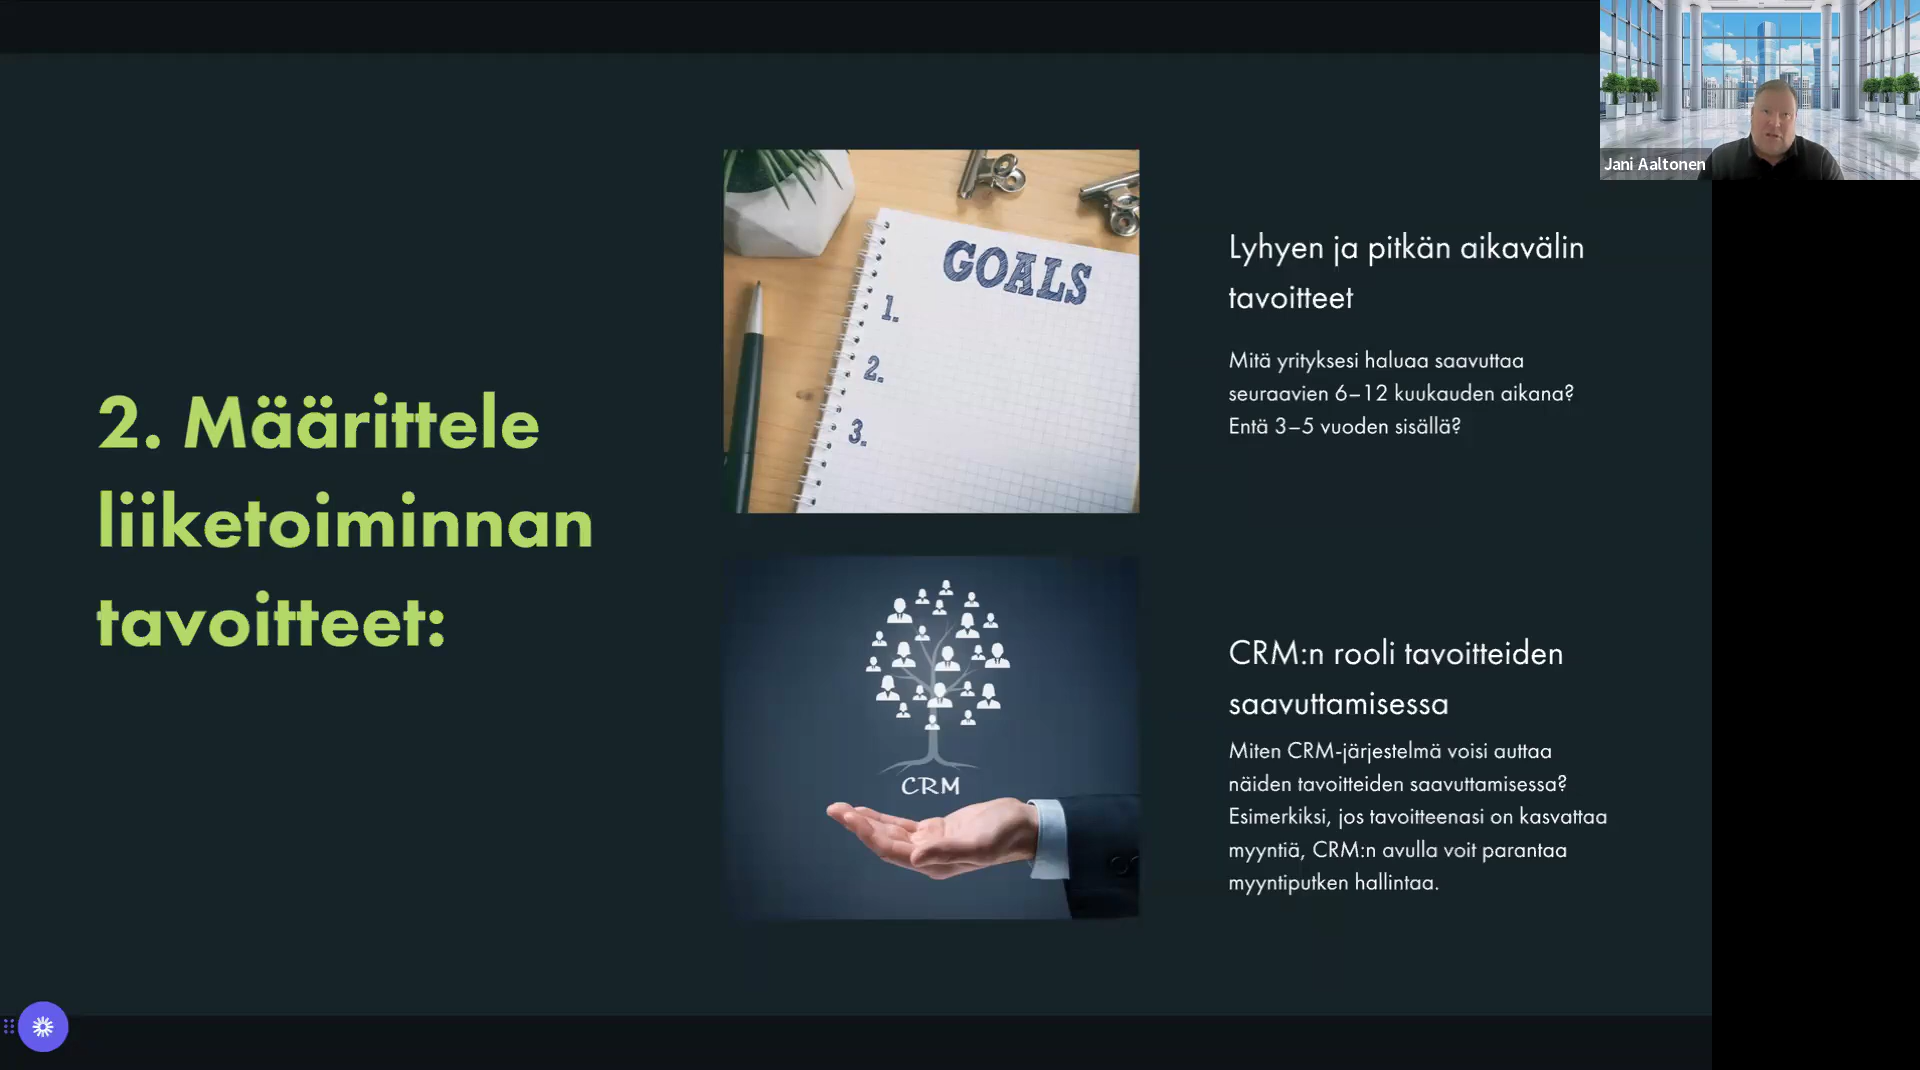 Jani Aaltonen
2. Määrittele
liiketoiminnan
tavoitteet:
GOALS
1.
2.
3.
Lyhyen ja pitkän aikavälin
tavoitteet
Mitä yrityksesi haluaa saavuttaa
seuraavien 6–12 kuukauden aikana?
Entä 3–5 vuoden sisällä?
CRM
CRM:n rooli tavoitteiden
saavuttamisessa
Miten CRM-järjestelmä voisi auttaa
näiden tavoitteiden saavuttamisessa?
Esimerkiksi, jos tavoitteenasi on kasvattaa
myyntiä, CRM:n avulla voit parantaa
myyntiputken hallintaa.